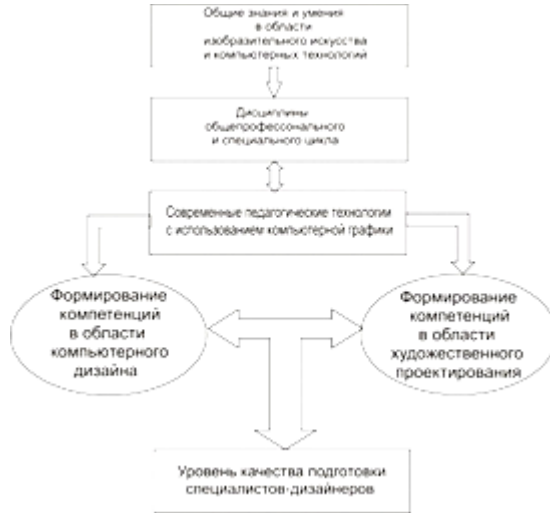 Общие знания и умения
в области
изобразительного искусства
и компьютерных технологий
Дисциплины
общепрофессонального
и специального цикла
Современные педагогические технологии
с использованием компьютерной графики
Формирование
компетенций
в области
компьютерного
дизайна
Формирование
компетенций
в области
художественного
проектирования
Уровень качества подготовки
специалистов-дизайнеров